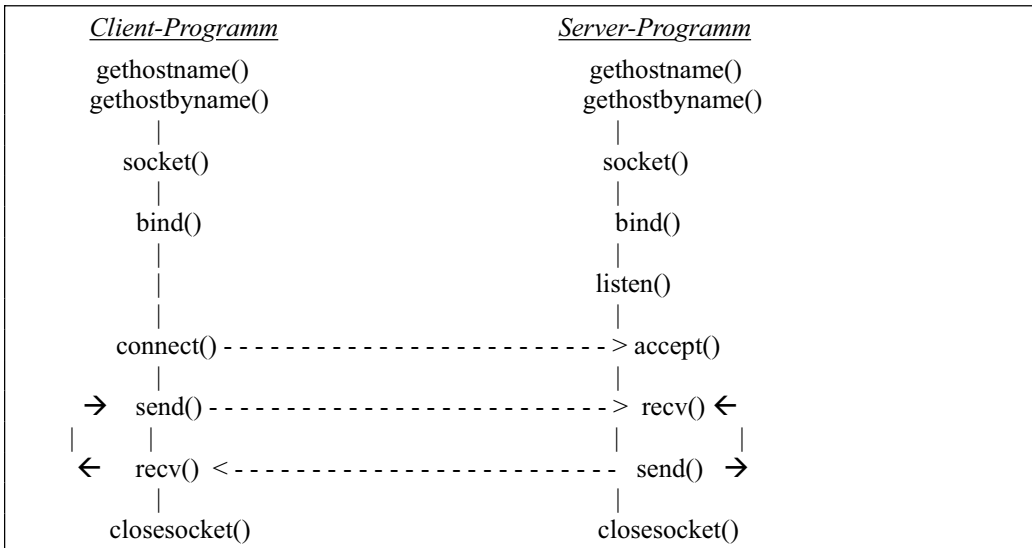 Client-Programm Server-Programm
gethostname() gethostname()
gethostbyname() gethostbyname()
| |
socket() socket()
| |
bind() bind()
| |
| listen()
| |
connect() - - - - - - - - - - - - - - - - - - - - - - - - - > accept()
| |
→ send() - - - - - - - - - - - - - - - - - - - - - - - - - - > recv() ←
| | | |
← recv() < - - - - - - - - - - - - - - - - - - - - - - - - - - send() →
| |
closesocket() closesocket()